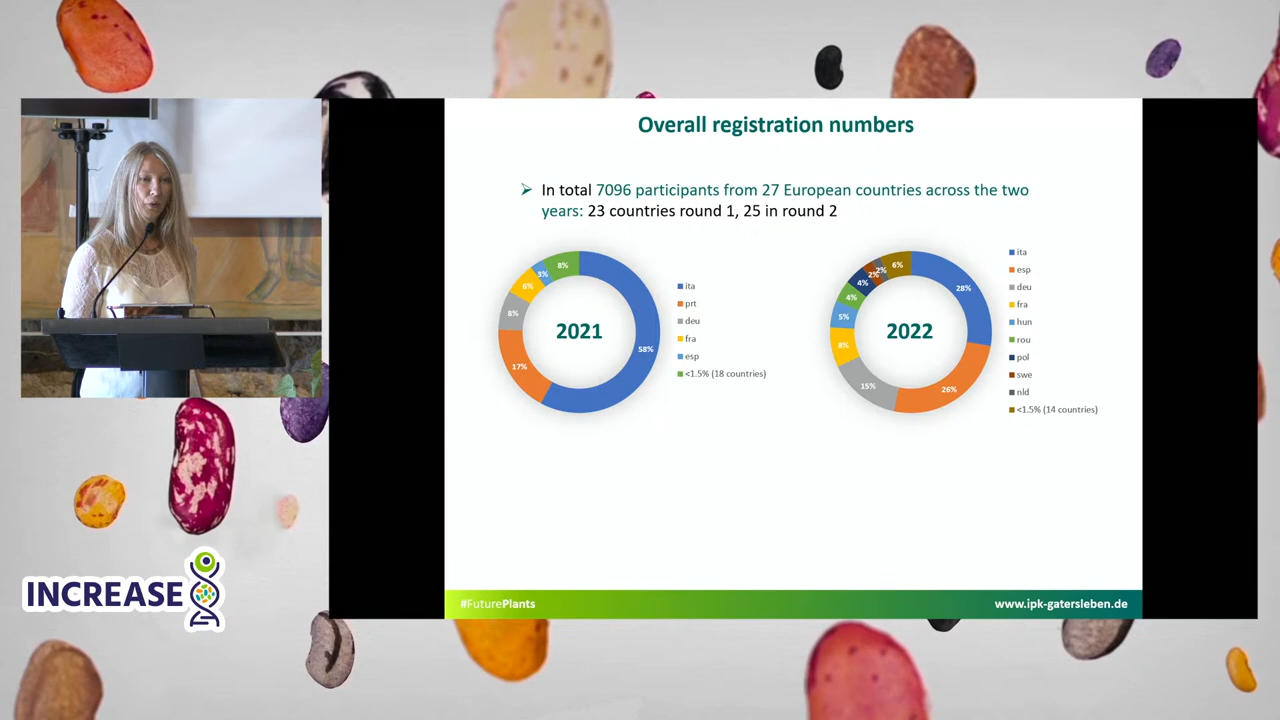 Overall registration numbers
➢ In total 7096 participants from 27 European countries across the two
years: 23 countries round 1, 25 in round 2
2021
58%
17%
8%
6%
3%
8%
ita
prt
deu
fra
esp
<1.5% (18 countries)
2022
28%
26%
15%
8%
5%
4%
4%
2%
2%
6%
ita
esp
deu
fra
hun
rou
pol
swe
nld
<1.5% (14 countries)
INCREASE
#FuturePlants
www.ipk-gatersleben.de